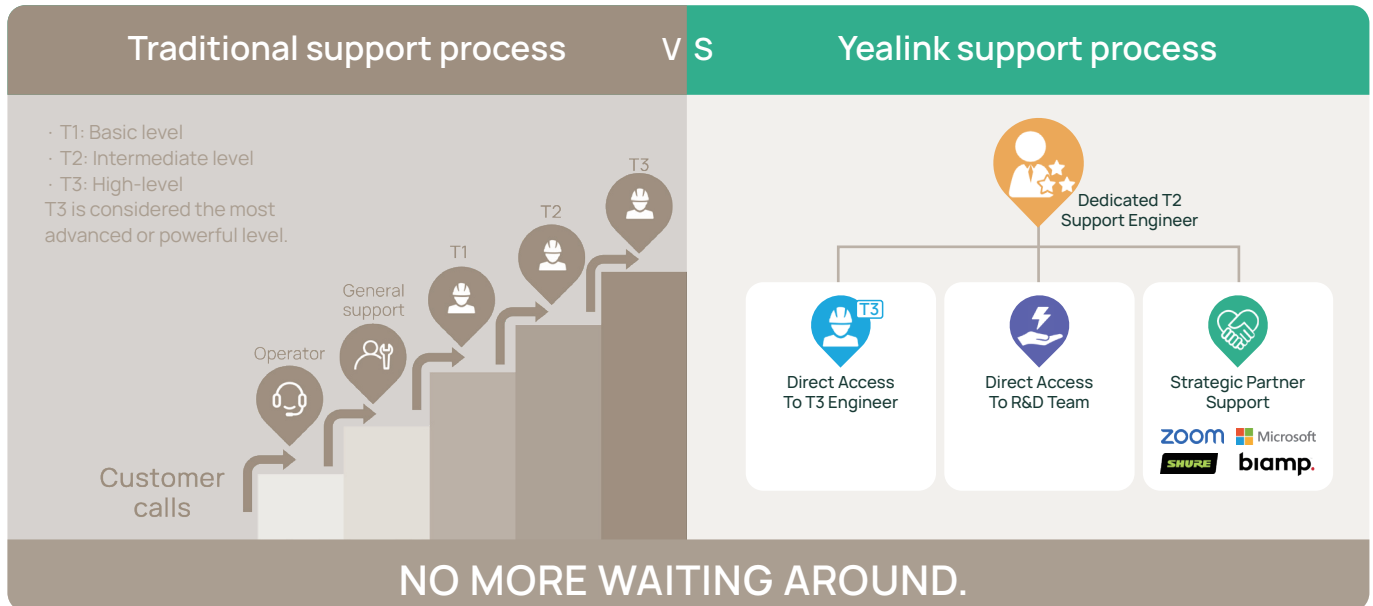 Traditional support process
VS
Yealink support process
· T1: Basic level
· T2: Intermediate level
· T3: High-level
T3 is considered the most
advanced or powerful level.
Customer
calls
Operator
General
support
T1
T2
T3
Dedicated T2
Support Engineer
T3
Direct Access
To T3 Engineer
Direct Access
To R&D Team
Strategic Partner
Support
zoom
Microsoft
SHURE
biamp.
NO MORE WAITING AROUND.